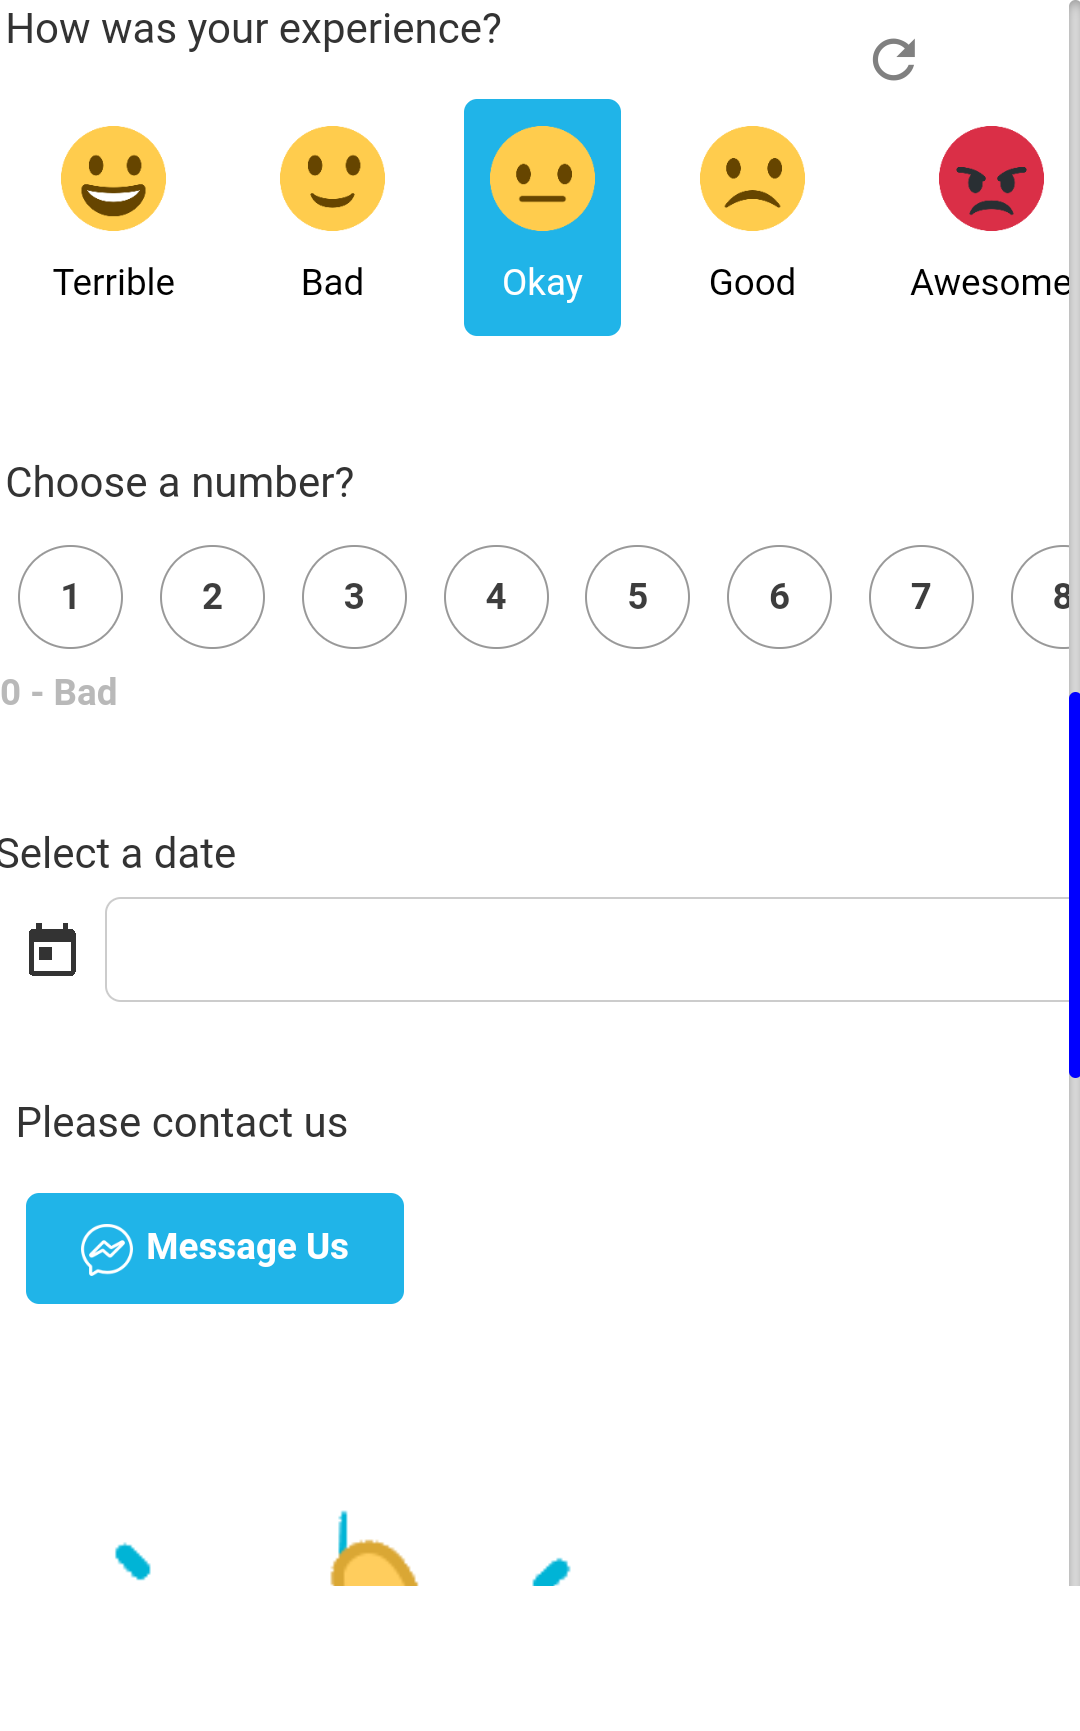 How was your experience?
Terrible Bad Okay Good Awesome
Choose a number?
1 2 3 4 5 6 7 8
0 - Bad
Select a date
Please contact us
Message Us